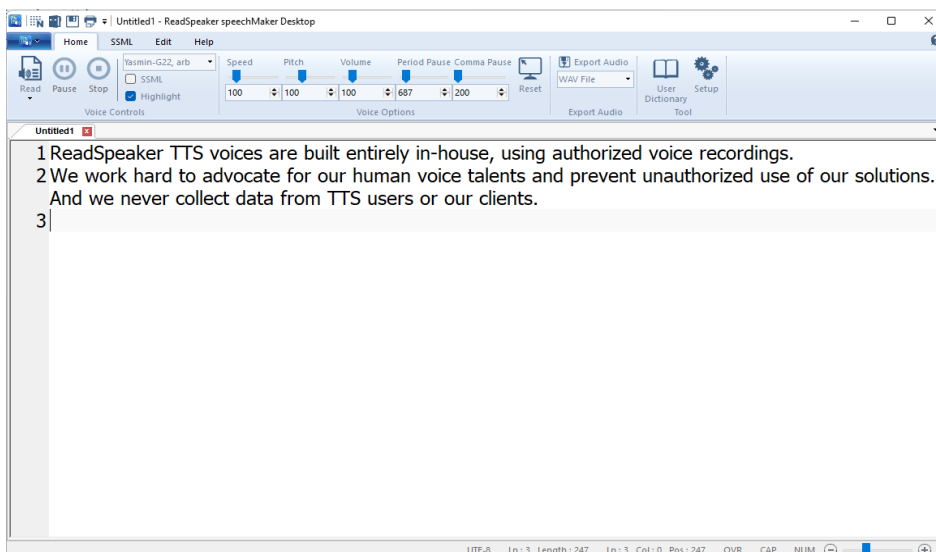 Untitled1 - ReadSpeaker speechMaker Desktop
Home SSML Edit Help
Yasmin-G22, arb Speed Pitch Volume Period Pause Comma Pause Export Audio
SSML WAV File
Read Pause Stop Highlight 100 100 100 687 200 Reset User Dictionary Setup
Voice Controls Voice Options Export Audio Tool
Untitled1
1 ReadSpeaker TTS voices are built entirely in-house, using authorized voice recordings.
2 We work hard to advocate for our human voice talents and prevent unauthorized use of our solutions.
And we never collect data from TTS users or our clients.
3
UTF-8 Ln : 3 Length : 247 Ln : 3 Col : 0 Pos : 247 OVR CAP NUM